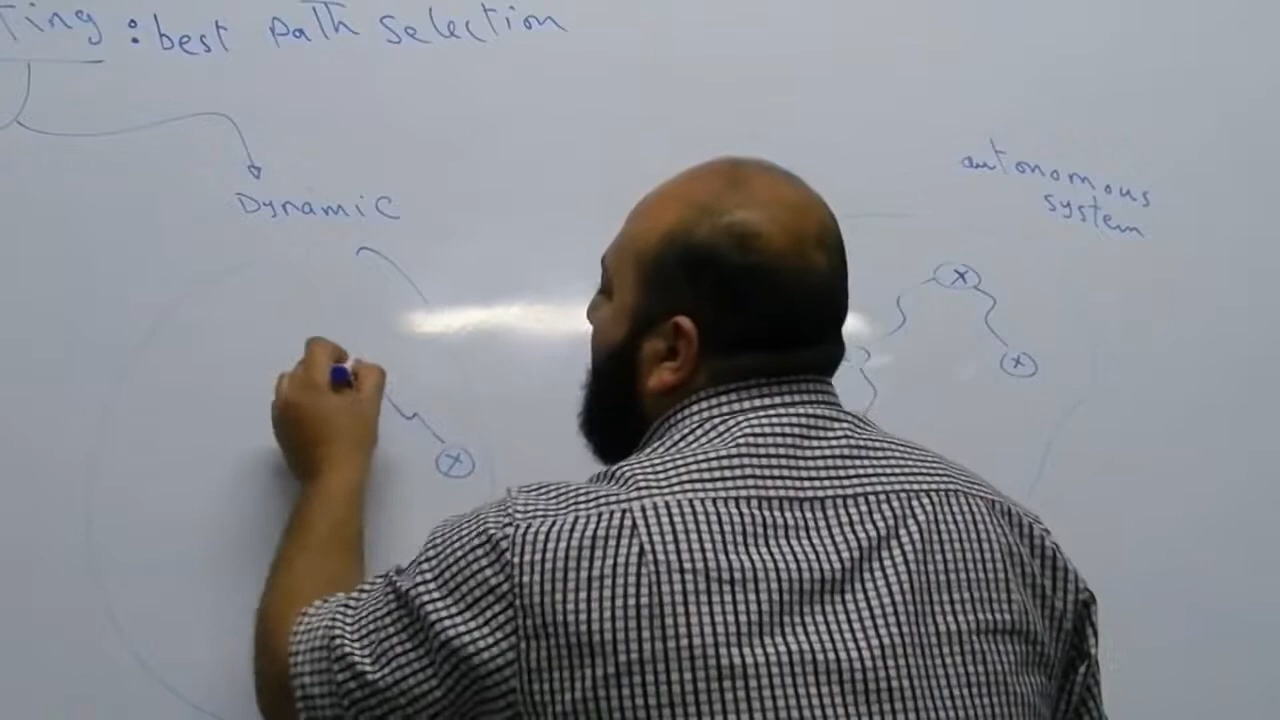 Ting : best path selection
Dynamic
autonomous
system
X
X
X